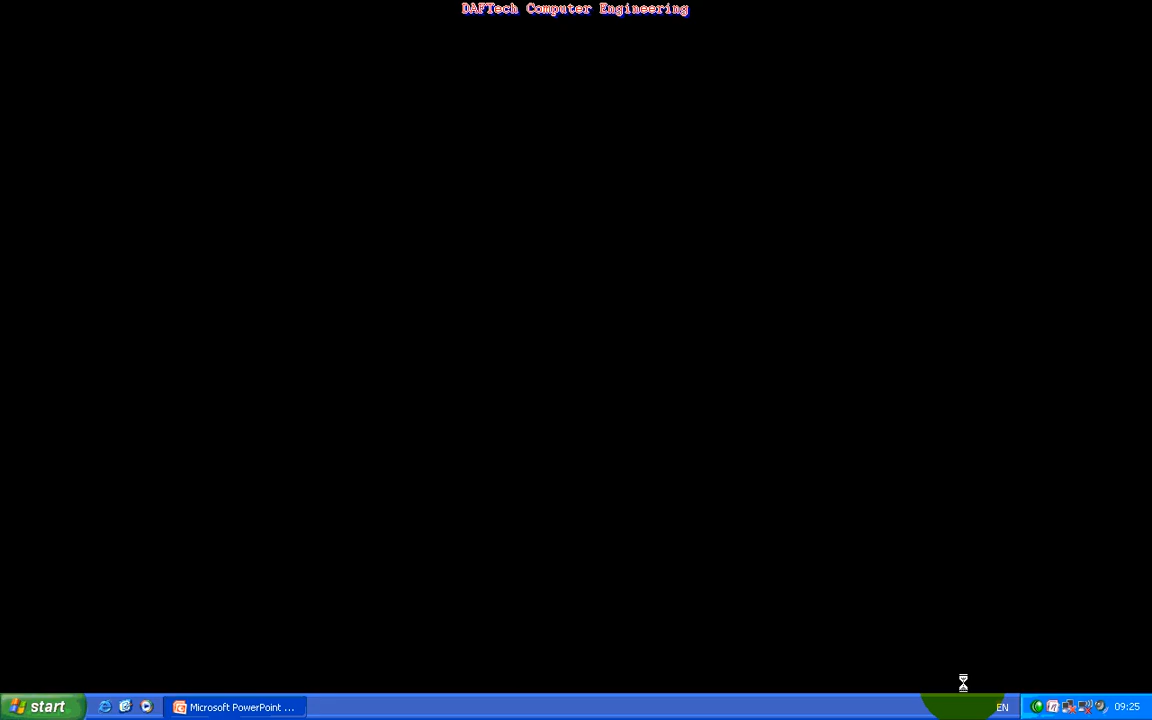 DAFTech Computer Engineering
start
Microsoft PowerPoint ...
EN
09:25